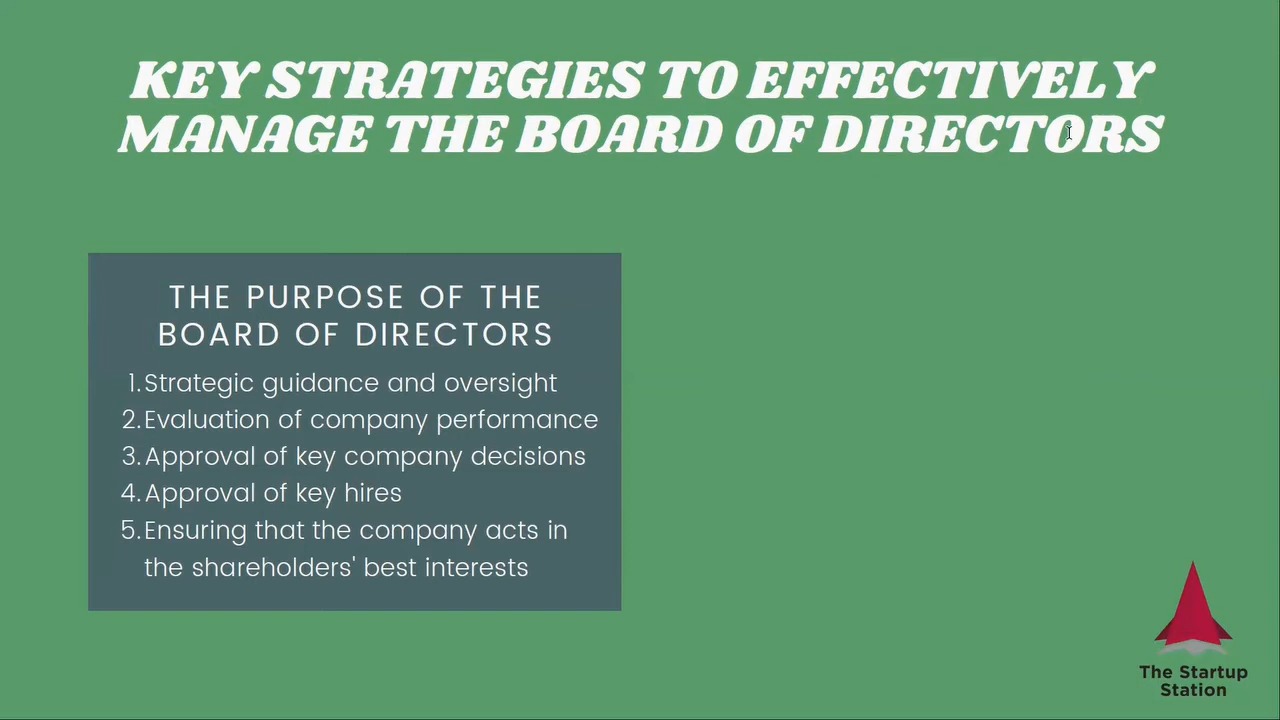 KEY STRATEGIES TO EFFECTIVELY
MANAGE THE BOARD OF DIRECTORS
THE PURPOSE OF THE
BOARD OF DIRECTORS
1.Strategic guidance and oversight
2.Evaluation of company performance
3.Approval of key company decisions
4.Approval of key hires
5.Ensuring that the company acts in
the shareholders' best interests
The Startup
Station